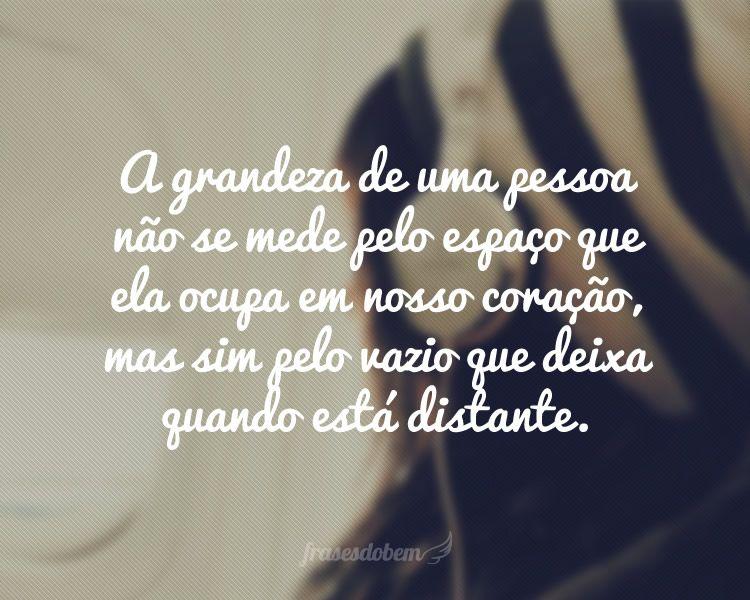 A grandeza de uma pessoa
não se mede pelo espaço que
ela ocupa em nosso coração,
mas sim pelo vazio que deixa
quando está distante.
frasesdobem